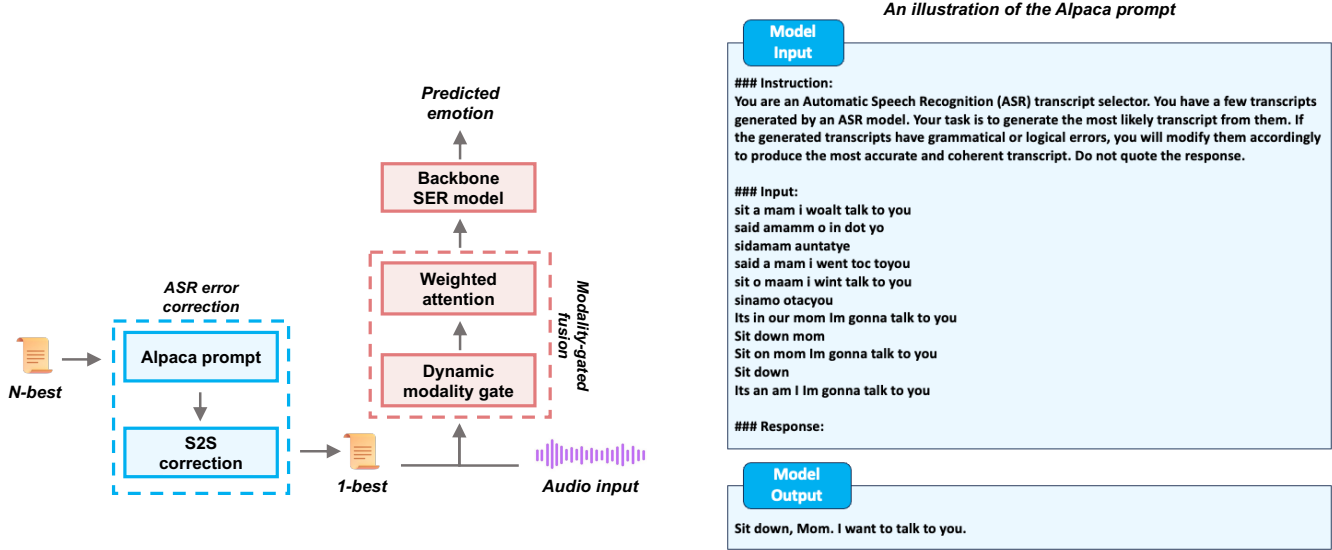 Predicted
emotion
Backbone
SER model
Weighted
attention
Dynamic
modality gate
Modality-gated
fusion
ASR error
correction
Alpaca prompt
S2S
correction
N-best
1-best
Audio input
An illustration of the Alpaca prompt
Model
Input
### Instruction:
You are an Automatic Speech Recognition (ASR) transcript selector. You have a few transcripts
generated by an ASR model. Your task is to generate the most likely transcript from them. If
the generated transcripts have grammatical or logical errors, you will modify them accordingly
to produce the most accurate and coherent transcript. Do not quote the response.
### Input:
sit a mam i woalt talk to you
said amamm o in dot yo
sidamam auntatye
said a mam i went toc toyou
sit o maam i wint talk to you
sinamo otacyou
Its in our mom Im gonna talk to you
Sit down mom
Sit on mom Im gonna talk to you
Sit down
Its an am I Im gonna talk to you
### Response:
Model
Output
Sit down, Mom. I want to talk to you.